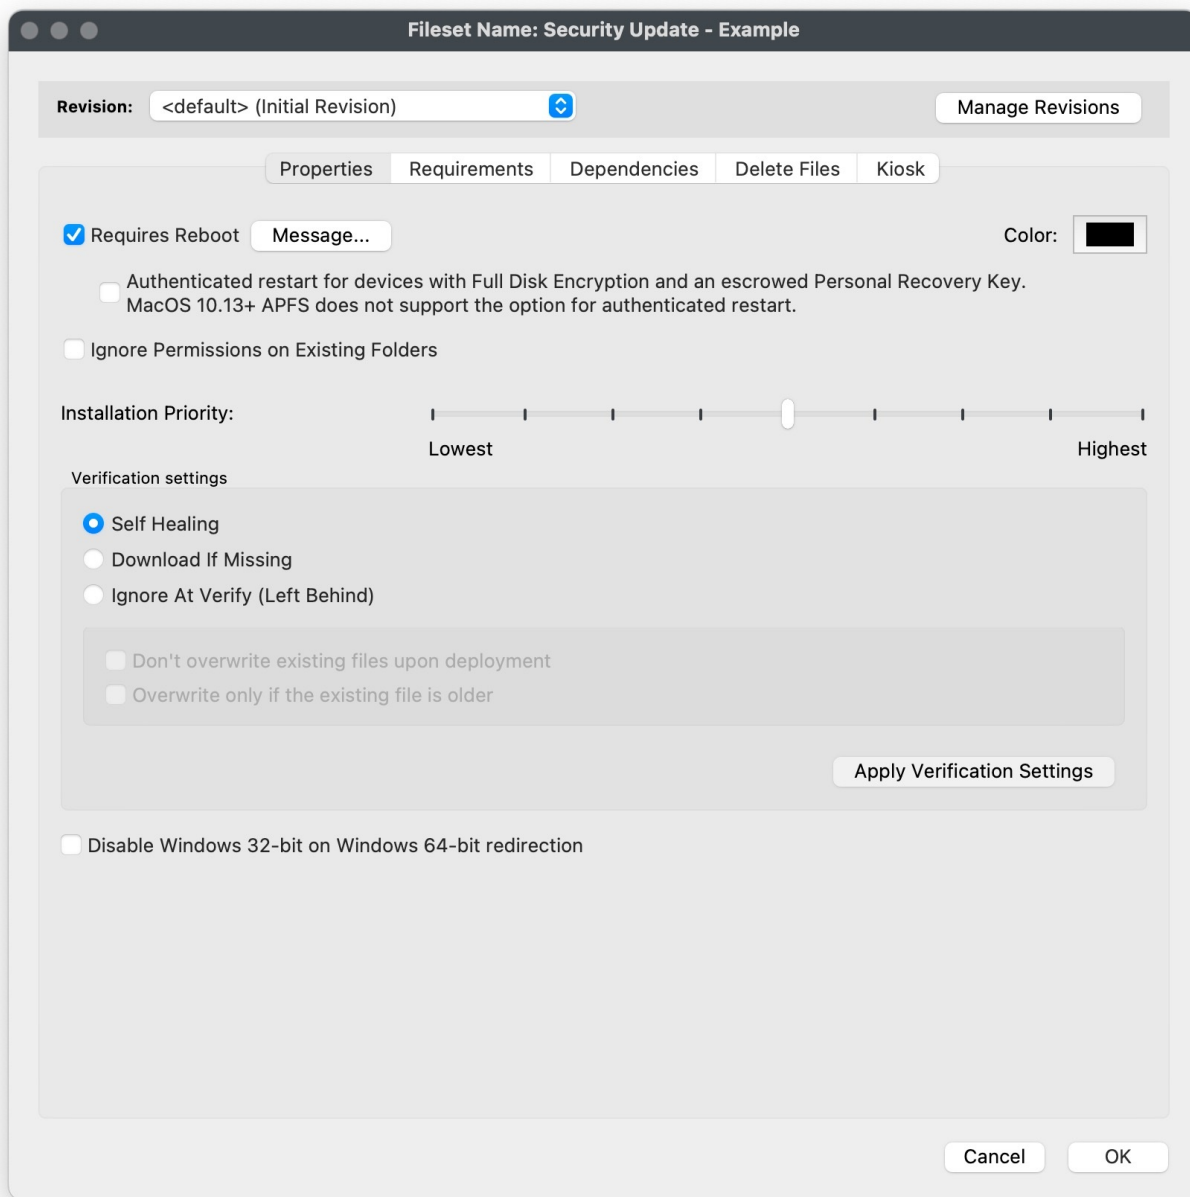 Fileset Name: Security Update - Example
Revision: <default> (Initial Revision) Manage Revisions
Properties Requirements Dependencies Delete Files Kiosk
Requires Reboot Message... Color:
Authenticated restart for devices with Full Disk Encryption and an escrowed Personal Recovery Key.
MacOS 10.13+ APFS does not support the option for authenticated restart.
Ignore Permissions on Existing Folders
Installation Priority:
Lowest Highest
Verification settings
Self Healing
Download If Missing
Ignore At Verify (Left Behind)
Don't overwrite existing files upon deployment
Overwrite only if the existing file is older
Apply Verification Settings
Disable Windows 32-bit on Windows 64-bit redirection
Cancel OK